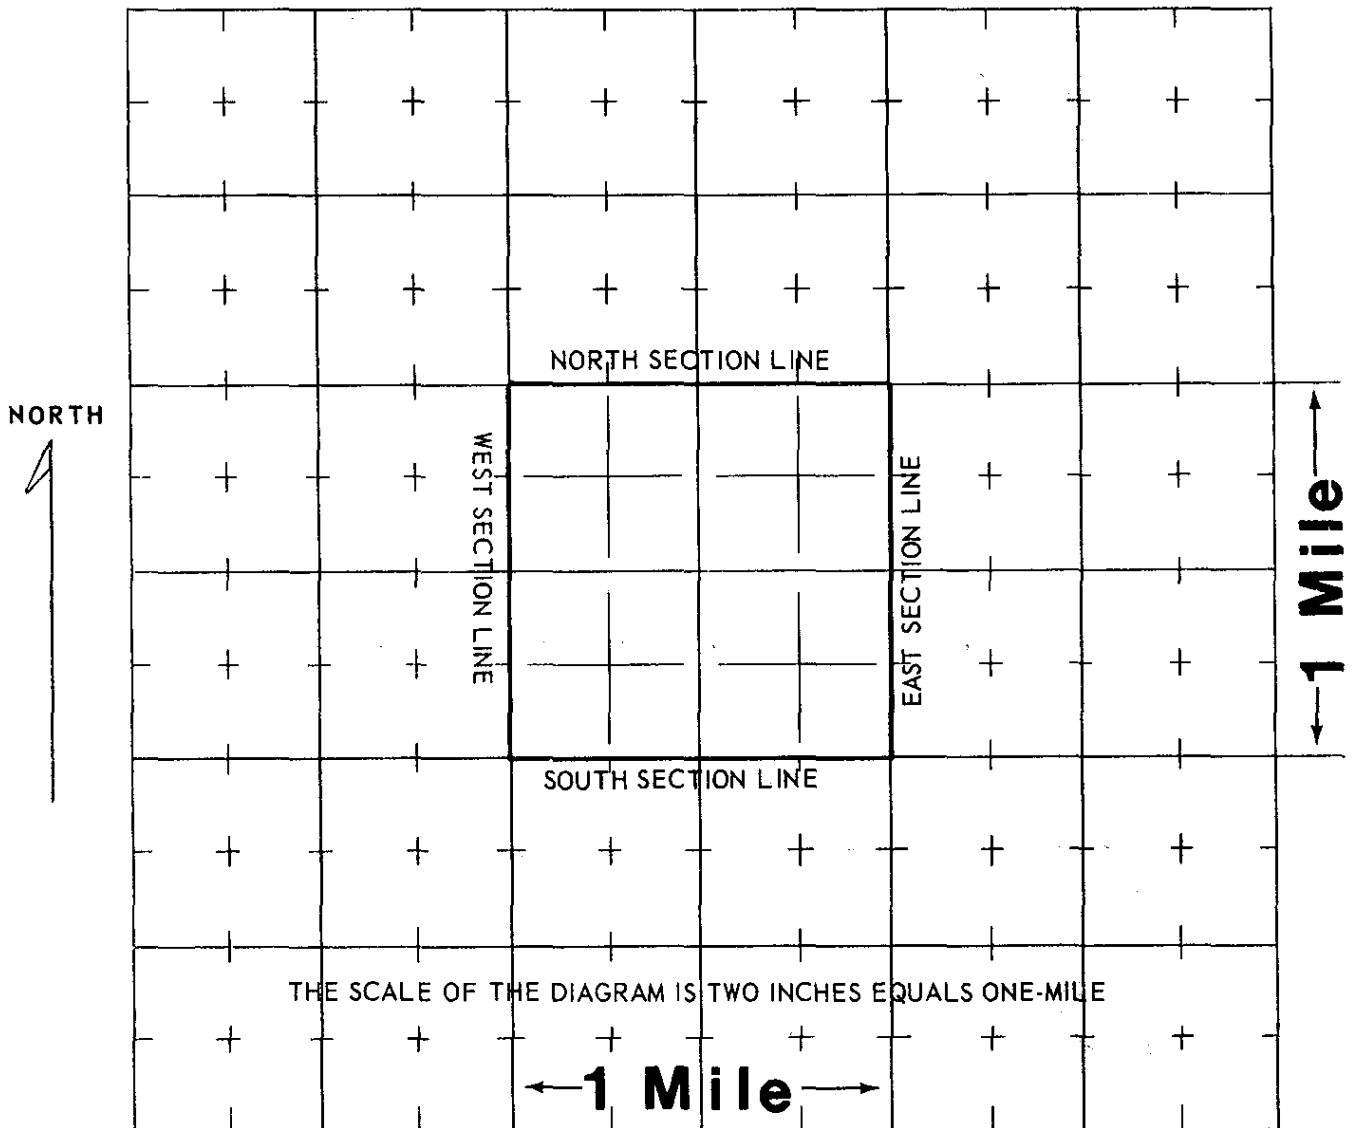 NORTH SECTION LINE
NORTH
WEST SECTION LINE
EAST SECTION LINE
1 Mile
SOUTH SECTION LINE
THE SCALE OF THE DIAGRAM IS TWO INCHES EQUALS ONE-MILE
1 Mile